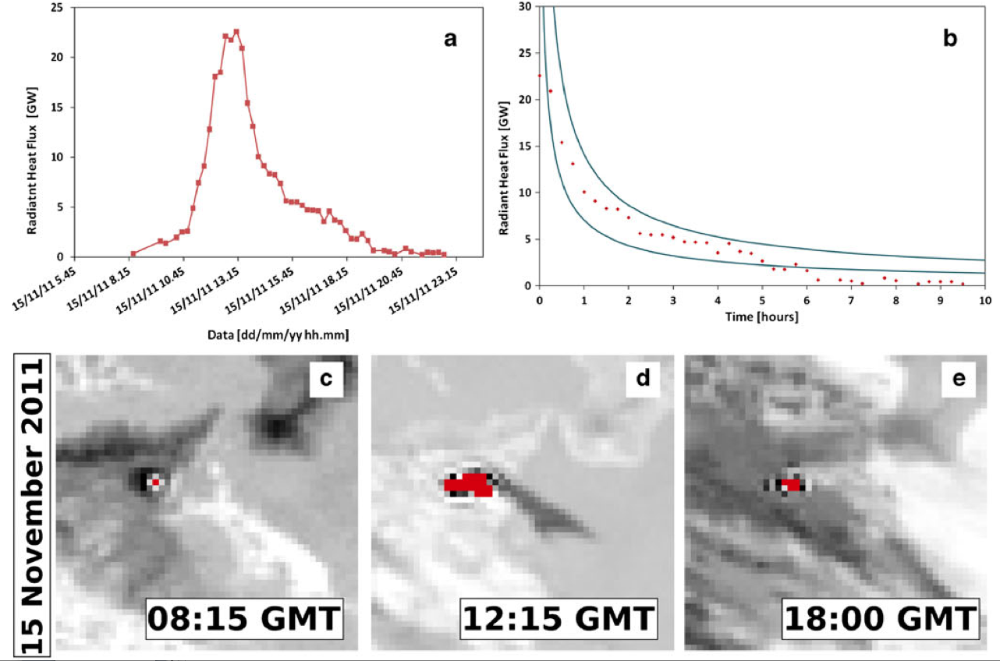 25
20
15
10
5
0
Radiatnt Heat Flux [GW]
a
15/11/11 5.45
15/11/11 8.15
15/11/11 10.45
15/11/11 13.15
15/11/11 15.45
15/11/11 18.15
15/11/11 20.45
15/11/11 23.15
Data [dd/mm/yy hh.mm]
30
25
20
15
10
5
0
Radiant Heat Flux [GW]
b
0 1 2 3 4 5 6 7 8 9 10
Time [hours]
15 November 2011
c
08:15 GMT
d
12:15 GMT
e
18:00 GMT